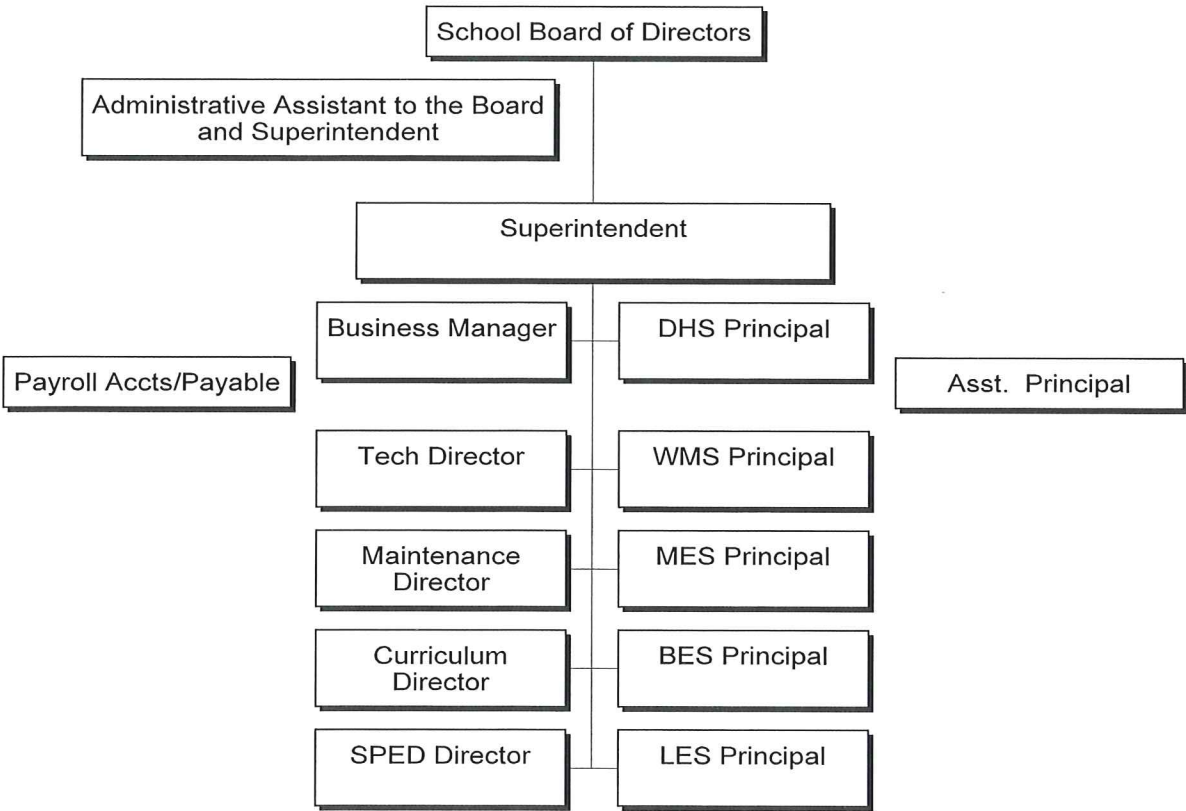 School Board of Directors
Administrative Assistant to the Board
and Superintendent
Superintendent
Business Manager
DHS Principal
Payroll Accts/Payable
Asst. Principal
Tech Director
WMS Principal
Maintenance
Director
MES Principal
Curriculum
Director
BES Principal
SPED Director
LES Principal